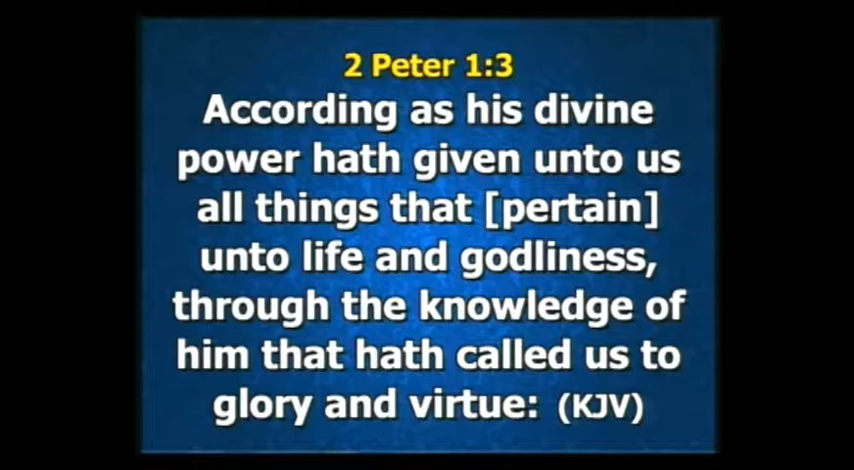 2 Peter 1:3
According as his divine
power hath given unto us
all things that [pertain]
unto life and godliness,
through the knowledge of
him that hath called us to
glory and virtue: (KJV)